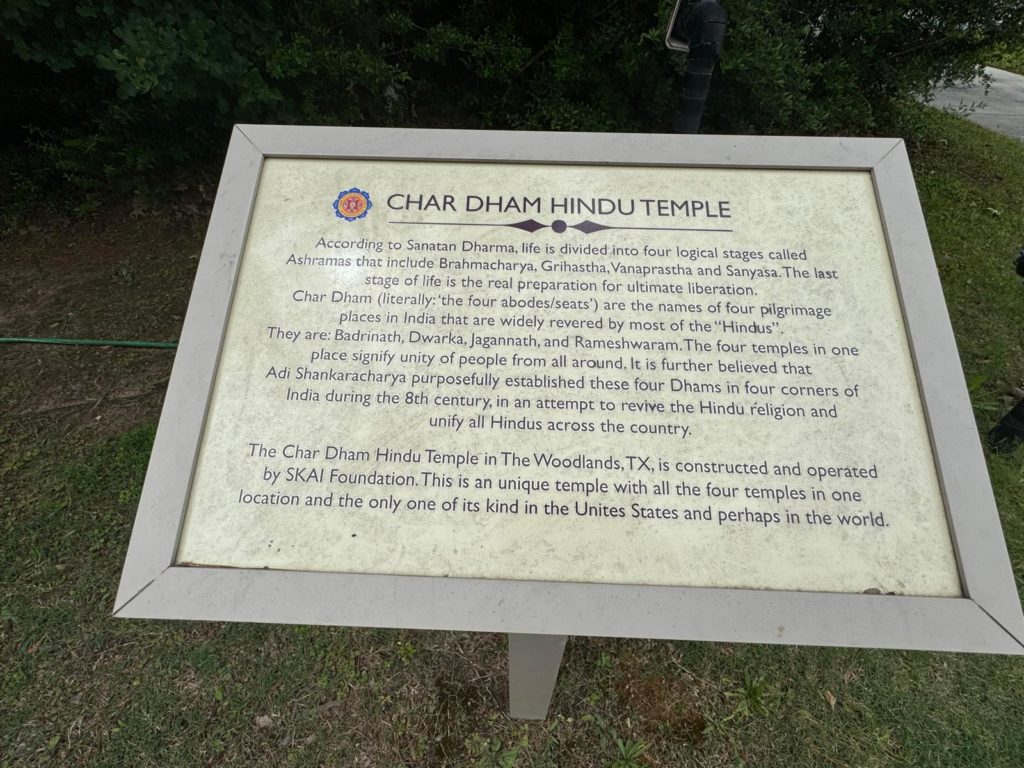 CHAR DHAM HINDU TEMPLE
According to Sanatan Dharma, life is divided into four logical stages called
Ashramas that include Brahmacharya, Grihastha, Vanaprastha and Sanyasa. The last
stage of life is the real preparation for ultimate liberation.
Char Dham (literally: 'the four abodes/seats') are the names of four pilgrimage
places in India that are widely revered by most of the "Hindus".
They are: Badrinath, Dwarka, Jagannath, and Rameshwaram. The four temples in one
place signify unity of people from all around. It is further believed that
Adi Shankaracharya purposefully established these four Dhams in four corners of
India during the 8th century, in an attempt to revive the Hindu religion and
unify all Hindus across the country.
The Char Dham Hindu Temple in The Woodlands, TX, is constructed and operated
by SKAI Foundation. This is an unique temple with all the four temples in one
location and the only one of its kind in the Unites States and perhaps in the world.